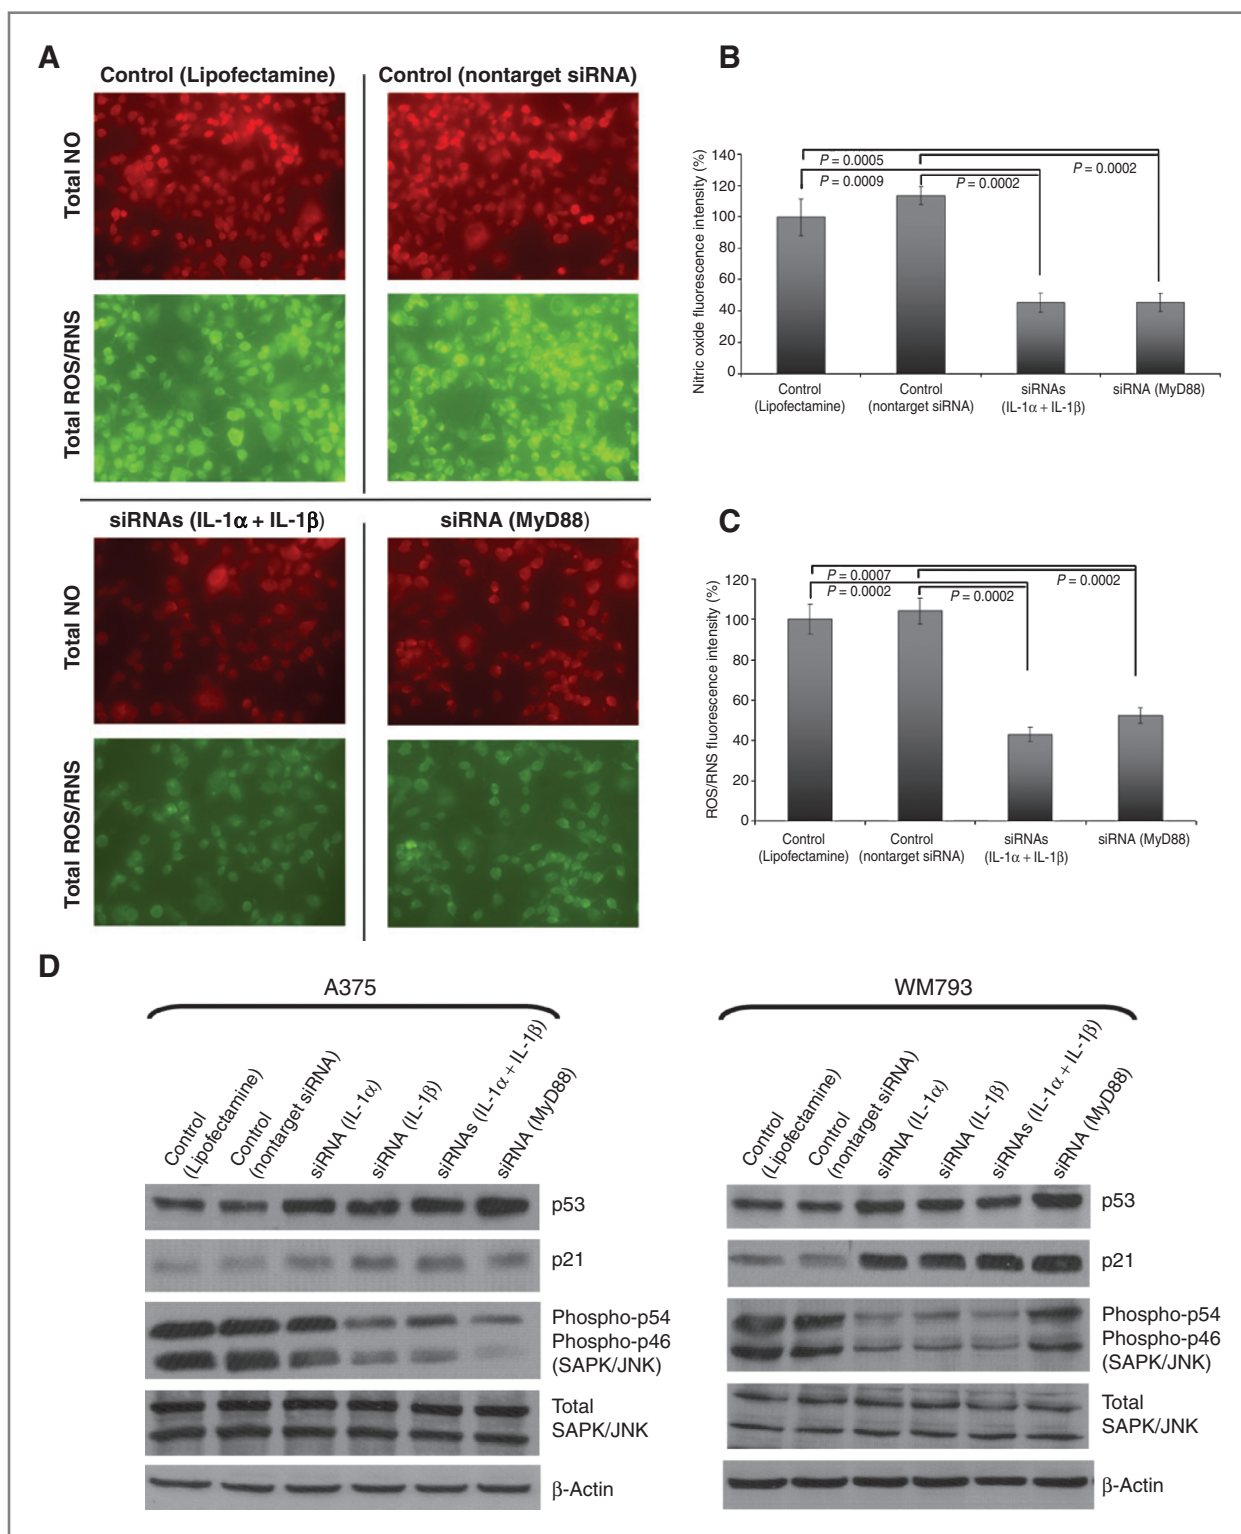 A
Control (Lipofectamine)
Control (nontarget siRNA)
Total NO
Total ROS/RNS
siRNAs (IL-1α + IL-1β)
siRNA (MyD88)
Total NO
Total ROS/RNS
B
Nitric oxide fluorescence intensity (%)
140
120
100
80
60
40
20
0
P = 0.0005
P = 0.0009
P = 0.0002
P = 0.0002
Control
(Lipofectamine)
Control
(nontarget siRNA)
siRNAs
(IL-1α + IL-1β)
siRNA (MyD88)
C
ROS/RNS fluorescence intensity (%)
120
100
80
60
40
20
0
P = 0.0007
P = 0.0002
P = 0.0002
P = 0.0002
Control
(Lipofectamine)
Control
(nontarget siRNA)
siRNAs
(IL-1α + IL-1β)
siRNA (MyD88)
D
A375
Control
(Lipofectamine)
Control
(nontarget siRNA)
siRNA (IL-1α)
siRNA (IL-1β)
siRNAs (IL-1α + IL-1β)
siRNA (MyD88)
p53
p21
Phospho-p54
Phospho-p46
(SAPK/JNK)
Total
SAPK/JNK
β-Actin
WM793
Control
(Lipofectamine)
Control
(nontarget siRNA)
siRNA (IL-1α)
siRNA (IL-1β)
siRNAs (IL-1α + IL-1β)
siRNA (MyD88)
p53
p21
Phospho-p54
Phospho-p46
(SAPK/JNK)
Total
SAPK/JNK
β-Actin